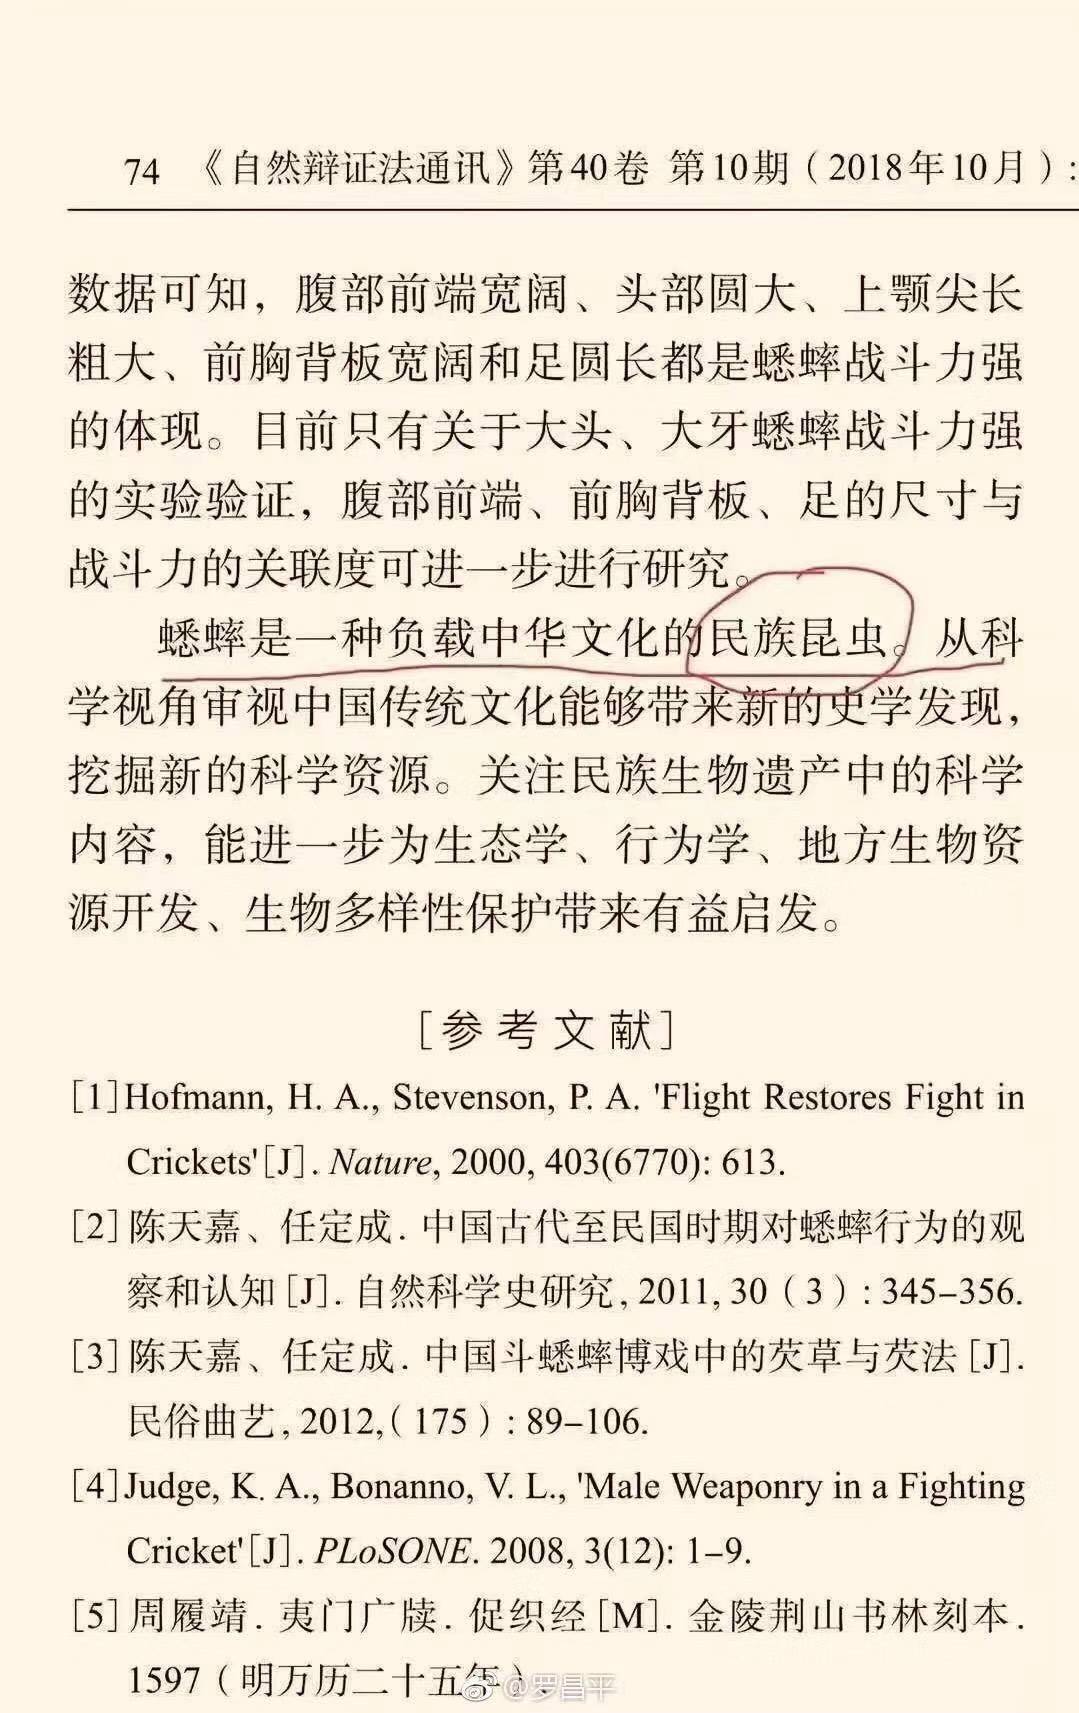 74 《自然辩证法通讯》第40卷 第10期（2018年10月）:
数据可知，腹部前端宽阔、头部圆大、上颚尖长
粗大、前胸背板宽阔和足圆长都是蟋蟀战斗力强
的体现。目前只有关于大头、大牙蟋蟀战斗力强
的实验验证，腹部前端、前胸背板、足的尺寸与
战斗力的关联度可进一步进行研究。
蟋蟀是一种负载中华文化的民族昆虫。从科
学视角审视中国传统文化能够带来新的史学发现，
挖掘新的科学资源。关注民族生物遗产中的科学
内容，能进一步为生态学、行为学、地方生物资
源开发、生物多样性保护带来有益启发。
[参考文献]
[1]Hofmann, H. A., Stevenson, P. A. 'Flight Restores Fight in
Crickets'[J]. Nature, 2000, 403(6770): 613.
[2]陈天嘉、任定成. 中国古代至民国时期对蟋蟀行为的观
察和认知[J]. 自然科学史研究, 2011, 30（3）: 345–356.
[3]陈天嘉、任定成. 中国斗蟋蟀博戏中的芡草与芡法[J].
民俗曲艺, 2012,（175）: 89–106.
[4]Judge, K. A., Bonanno, V. L., 'Male Weaponry in a Fighting
Cricket'[J]. PLoSONE. 2008, 3(12): 1–9.
[5]周履靖. 夷门广牍. 促织经[M]. 金陵荆山书林刻本.
1597（明万历二十五年）.
@罗昌平